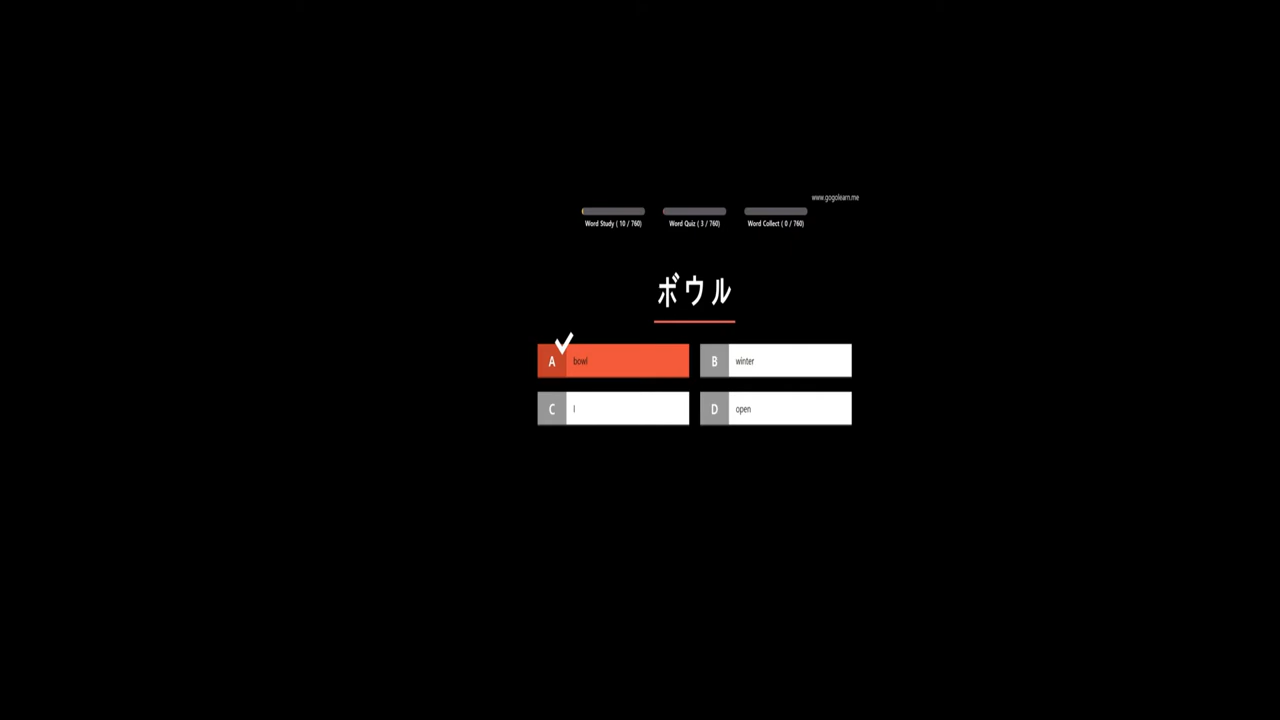 www.gogolearn.me
Word Study ( 10 / 760)
Word Quiz ( 3 / 760)
Word Collect ( 0 / 760)
ボウル
A bowl
B winter
C I
D open